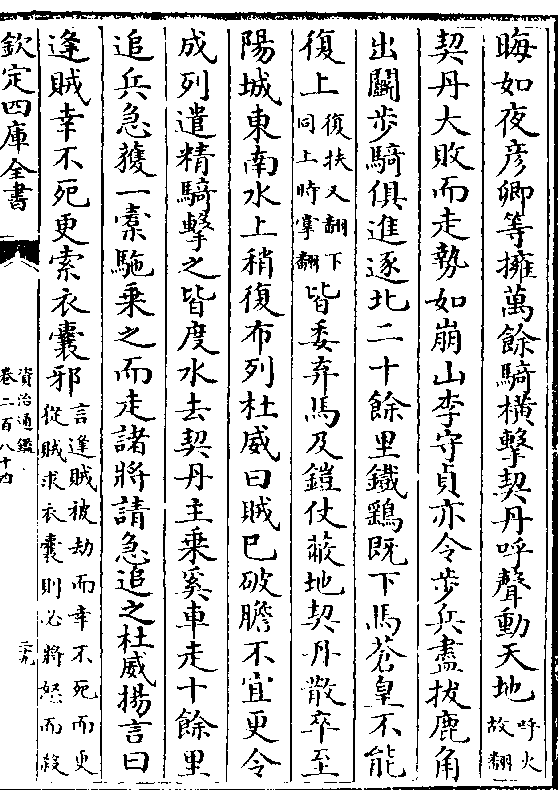 晦如夜彦卿等擁萬餘騎橫擊契丹呼聲動天地呼火故翻
契丹大敗而走勢如崩山李守貞亦令步兵盡拔鹿角
出鬬步騎俱進逐北二十餘里鐵鷂既下馬蒼皇不能
復上復扶又翻下同上時掌翻皆委弃馬及鎧仗蔽地契丹散卒至
陽城東南水上稍復布列杜威曰賊已破膽不宜更令
成列遣精騎擊之皆度水去契丹主乗奚車走十餘里
追兵急獲一槖駞乗之而走諸將請急追之杜威揚言曰
逢賊幸不死更索衣囊邪言逢賊被劫而幸不死而更從賊求衣囊則必將怒而殺
欽定四庫全書
資治通鑑
卷二百八十四
二九